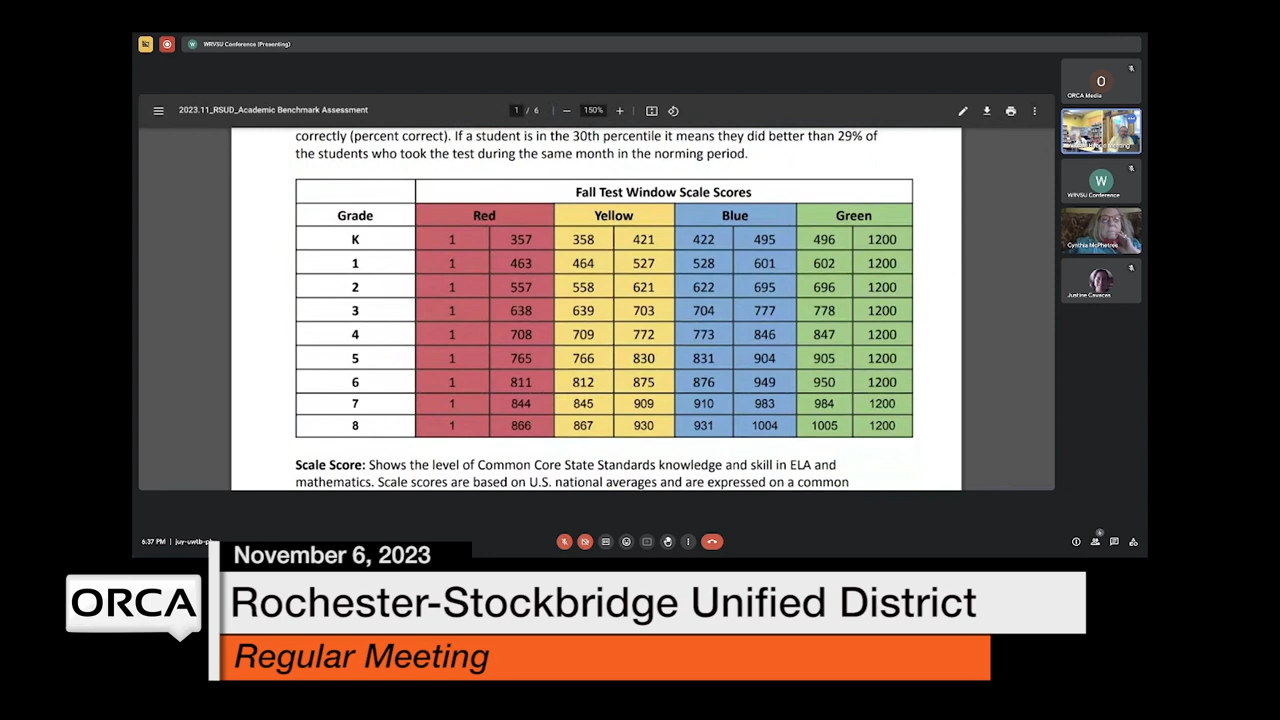 WRVSU Conference (Presenting)
2023.11_RSUD_Academic Benchmark Assessment
1 / 6
150%
correctly (percent correct). If a student is in the 30th percentile it means they did better than 29% of
the students who took the test during the same month in the norming period.
Fall Test Window Scale Scores
Grade Red Yellow Blue Green
K 1 357 358 421 422 495 496 1200
1 1 463 464 527 528 601 602 1200
2 1 557 558 621 622 695 696 1200
3 1 638 639 703 704 777 778 1200
4 1 708 709 772 773 846 847 1200
5 1 765 766 830 831 904 905 1200
6 1 811 812 875 876 949 950 1200
7 1 844 845 909 910 983 984 1200
8 1 866 867 930 931 1004 1005 1200
Scale Score: Shows the level of Common Core State Standards knowledge and skill in ELA and
mathematics. Scale scores are based on U.S. national averages and are expressed on a common
O
ORCA Media
W
WRVSU Conference
Cynthia McPhetres
Justine Cavacas
6:37 PM
November 6, 2023
ORCA
Rochester-Stockbridge Unified District
Regular Meeting